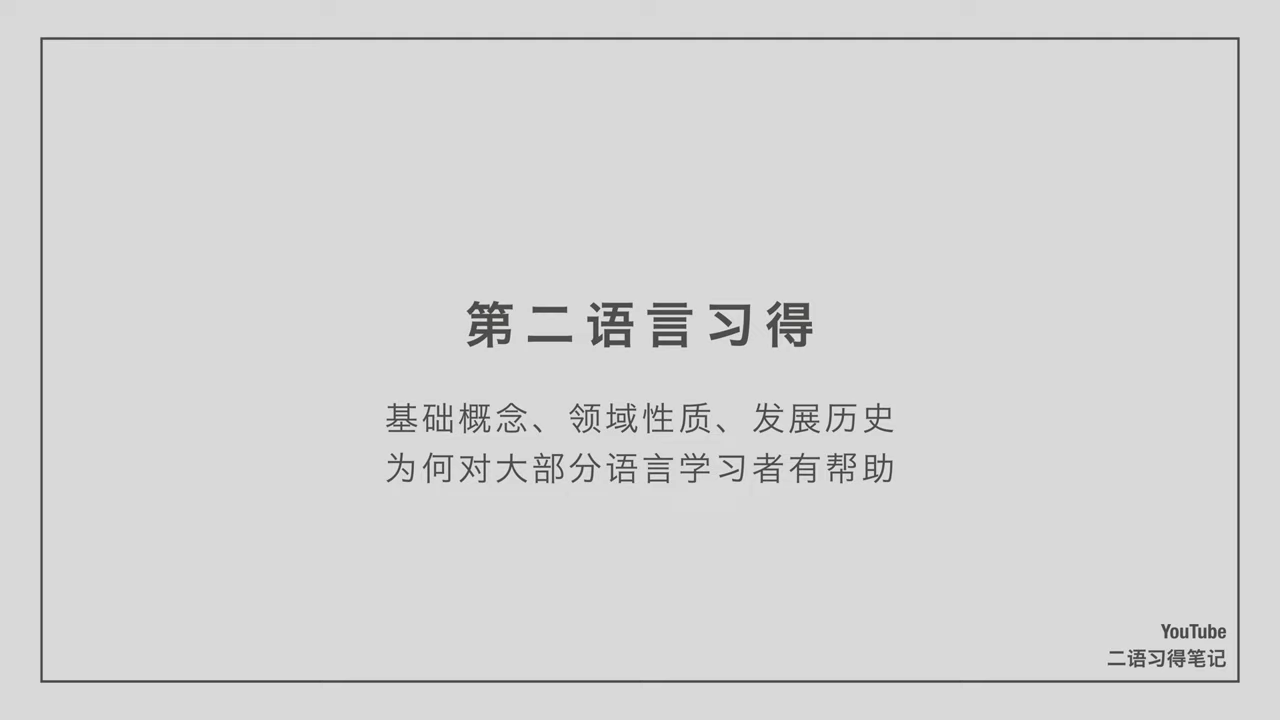 第二语言习得
基础概念、领域性质、发展历史
为何对大部分语言学习者有帮助
YouTube
二语习得笔记